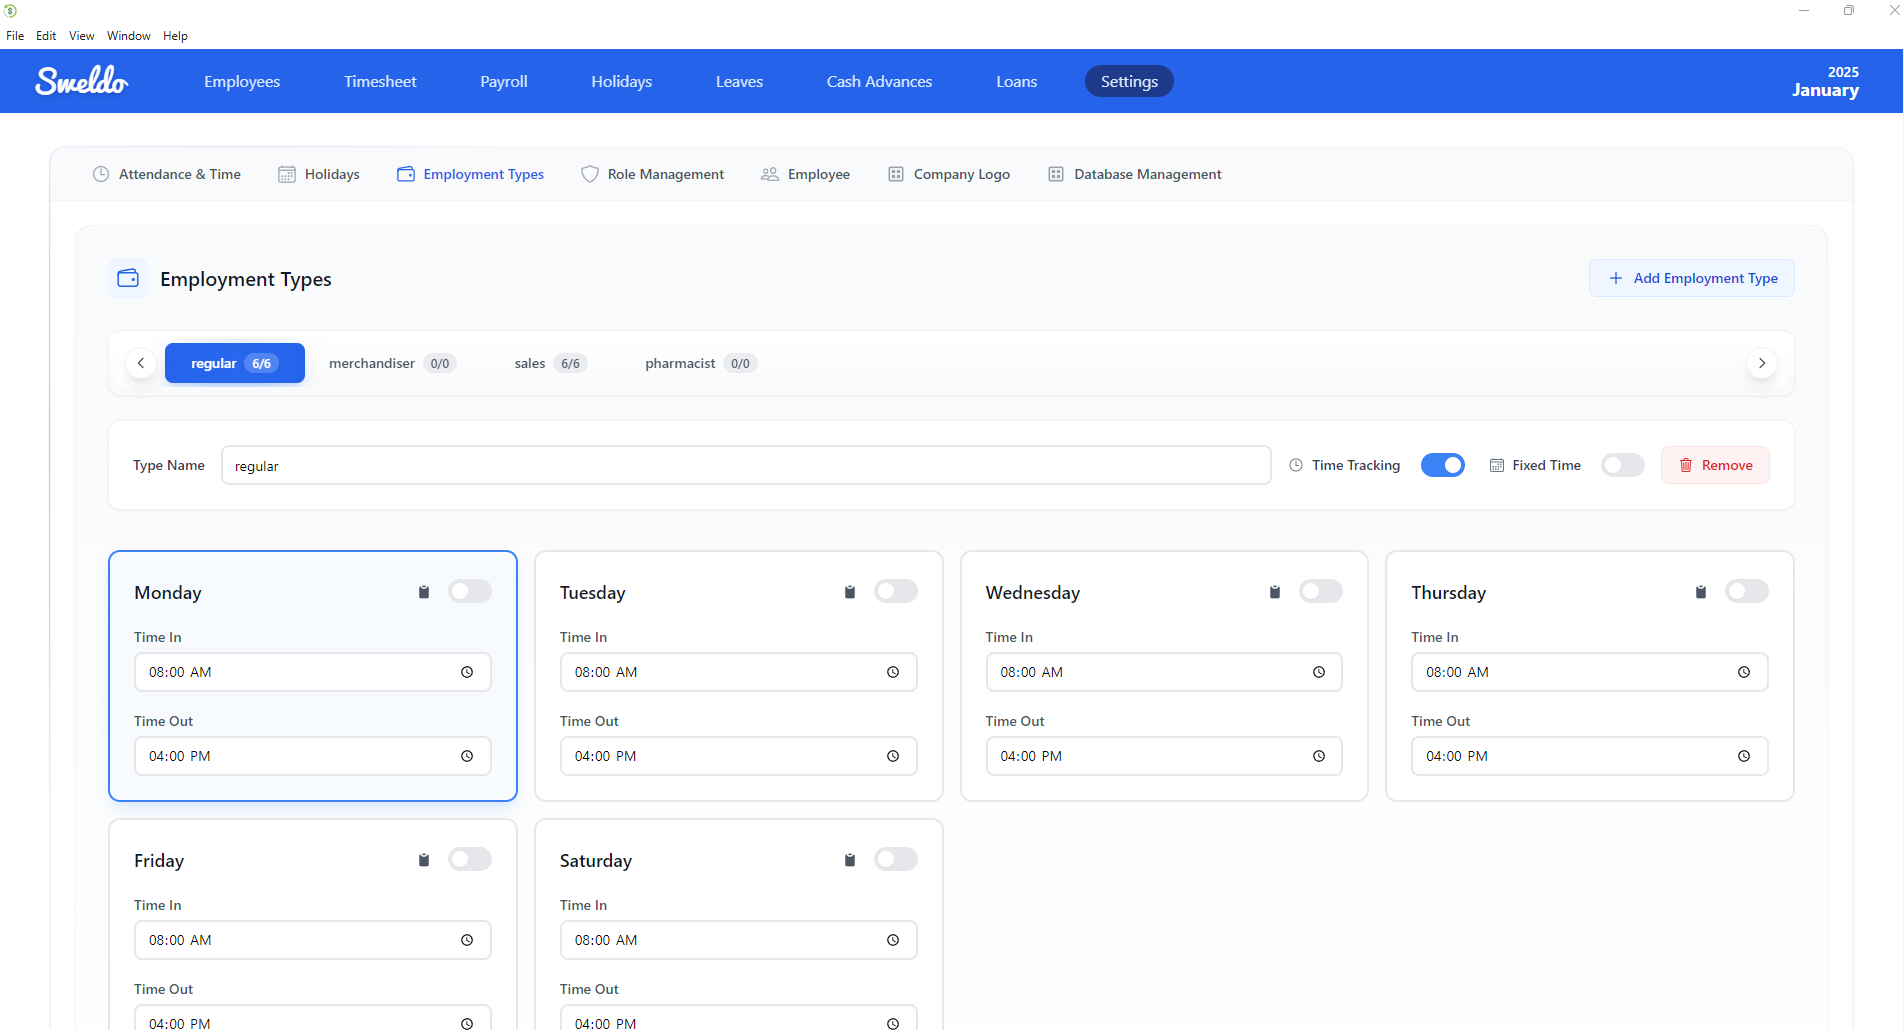 File Edit View Window Help
Sweldo Employees Timesheet Payroll Holidays Leaves Cash Advances Loans Settings 2025
January
Attendance & Time Holidays Employment Types Role Management Employee Company Logo Database Management
Employment Types Add Employment Type
regular 6/6 merchandiser 0/0 sales 6/6 pharmacist 0/0
Type Name regular Time Tracking Fixed Time Remove
Monday Tuesday Wednesday Thursday
Time In Time In Time In Time In
08:00 AM 08:00 AM 08:00 AM 08:00 AM
Time Out Time Out Time Out Time Out
04:00 PM 04:00 PM 04:00 PM 04:00 PM
Friday Saturday
Time In Time In
08:00 AM 08:00 AM
Time Out Time Out
04:00 PM 04:00 PM